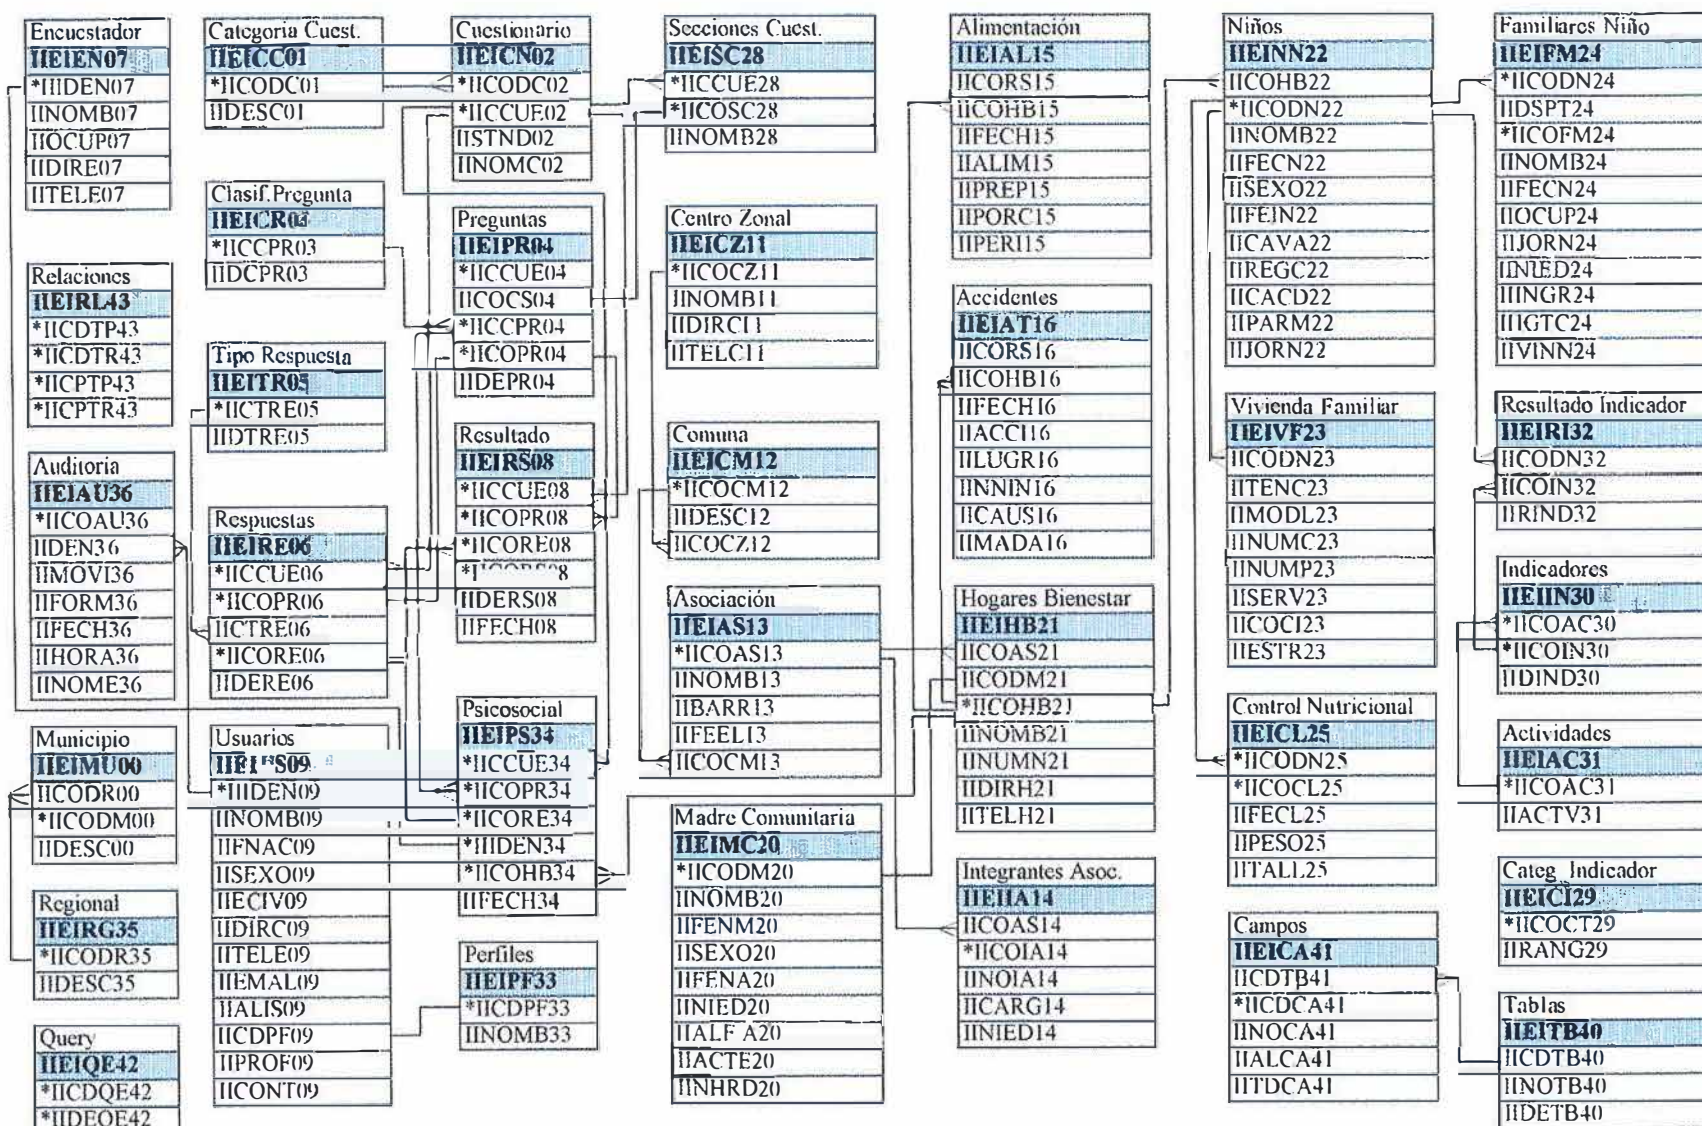 Encuestador
IIEIEN07
*IIIDEN07
IINOMB07
IIOCUP07
IIDIRE07
IITELE07
Relaciones
IIEIRL43
*IICDTP43
*IICDTR43
*IICPTP43
*IICPTR43
Auditoria
IIEIAU36
*IICOAU36
IIDEN36
IIMOVI36
IIFORM36
IIFECH36
IIHORA36
IINOME36
Municipio
IIEIMU00
IICODR00
*IICODM00
IIDESC00
Regional
IIEIRG35
*IICODR35
IIDESC35
Query
IIEIQE42
*IICDQE42
*IIDEQE42
Categoria Cuest.
IIEICC01
*IICODC01
IIDESC01
Clasif.Pregunta
IIEICR03
*IICCPR03
IIDCPR03
Tipo Respuesta
IIEITR05
*IICTRE05
IIDTRE05
Respuestas
IIEIRE06
*IICCUE06
*IICOPR06
IICTRE06
*IICORE06
IIDERE06
Usuarios
*IIIDEN09
IINOMB09
IIFNAC09
IISEXO09
IIECIV09
IIDIRC09
IITELE09
IIEMAL09
IIALIS09
IICDPF09
IIPROF09
IICONT09
Cuestionario
IIEICN02
*IICODC02
*IICCUE02
IISTND02
IINOMC02
Preguntas
IIEIPR04
*IICCUE04
IICOCS04
*IICCPR04
*IICOPR04
IIDEPR04
Resultado
IIEIRS08
*IICCUE08
*IICOPR08
*IICORE08
IIDERS08
IIFECH08
Psicosocial
IIEIPS34
*IICCUE34
*IICOPR34
*IICORE34
*IIIDEN34
*IICOHB34
IIFECH34
Perfiles
IIEIPF33
*IICDPF33
IINOMB33
Secciones Cuest.
IIEISC28
*IICCUE28
*IICOSC28
IINOMB28
Centro Zonal
IIEICZ11
*IICOCZ11
IINOMB11
IIDIRC11
IITELC11
Comuna
IIEICM12
*IICOCM12
IIDESC12
IICOCZ12
Asociación
IIEIAS13
*IICOAS13
IINOMB13
IIBARR13
IIFEEL13
IICOCM13
Madre Comunitaria
IIEIMC20
*IICODM20
IINOMB20
IIFENM20
IISEXO20
IIFENA20
IINIED20
IIALFA20
IIACTE20
IINHRD20
Alimentación
IIEIAL15
IICORS15
IICOHB15
IIFECH15
IIALIM15
IIPREP15
IIPORC15
IIPERI15
Accidentes
IIEIAT16
IICORS16
IICOHB16
IIFECH16
IIACCI16
IILUGR16
IINNIN16
IICAUS16
IIMADA16
Hogares Bienestar
IIEIHB21
IICOAS21
IICODM21
*IICOHB21
IINOMB21
IINUMN21
IIDIRH21
IITELH21
Integrantes Asoc.
IIEIIA14
IICOAS14
*IICOIA14
IINOIA14
IICARG14
IINIED14
Niños
IIEINN22
IICOHB22
*IICODN22
IINOMB22
IIFECN22
IISEXO22
IIFEIN22
IICAVA22
IIREGC22
IICACD22
IIPARM22
IIJORN22
Vivienda Familiar
IIEIVF23
IICODN23
IITENC23
IIMODL23
IINUMC23
IINUMP23
IISERV23
IICOCI23
IIESTR23
Control Nutricional
IIEICL25
*IICODN25
*IICOCL25
IIFECL25
IIPESO25
IITALL25
Campos
IIEICA41
IICDTB41
*IICDCA41
IINOCA41
IIALCA41
IITDCA41
Familiares Niño
IIEIFM24
*IICODN24
IIDSPT24
*IICOFM24
IINOMB24
IIFECN24
IIOCUP24
IIJORN24
IINIED24
IIINGR24
IIIGTC24
IIVINN24
Resultado Indicador
IIEIRI32
IICODN32
IICOIN32
IIRIND32
Indicadores
IIEIIN30
*IICOAC30
*IICOIN30
IIDIND30
Actividades
IIEIAC31
*IICOAC31
IIACTV31
Categ. Indicador
IIEICI29
*IICOCT29
IIRANG29
Tablas
IIEITB40
IICDTB40
IINOTB40
IIDETB40